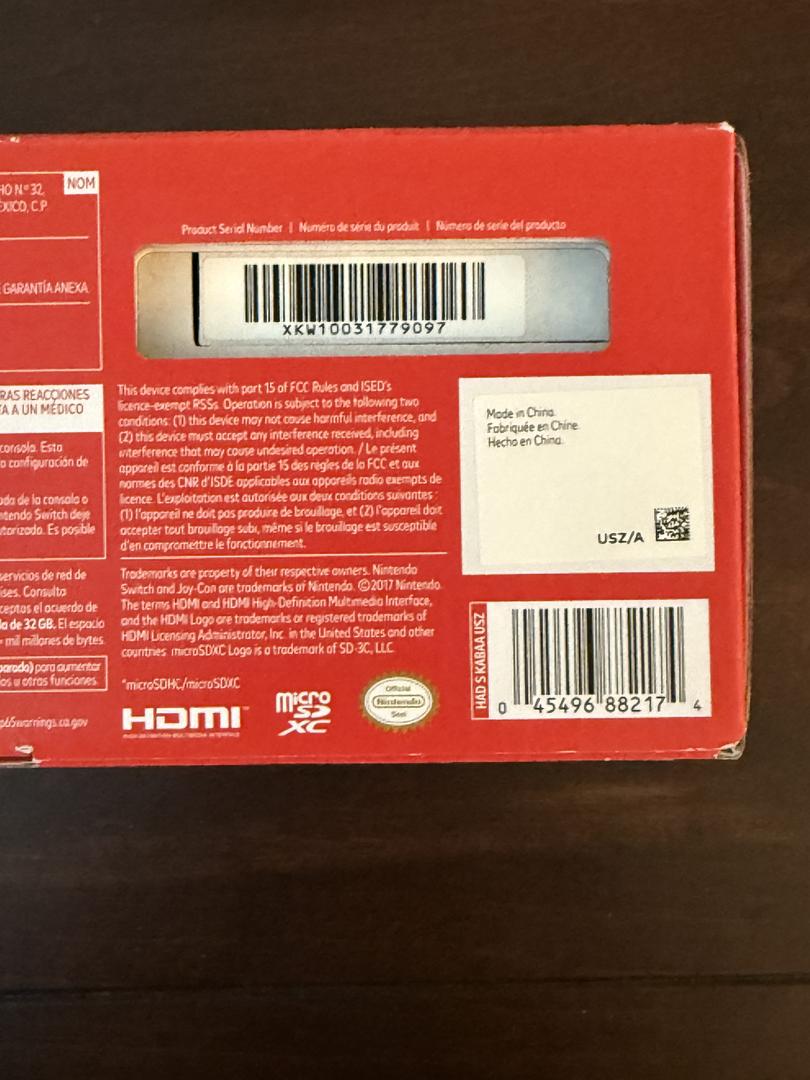 HO N.º 32,
NOM
ÉXICO, C.P.
GARANTÍA ANEXA.
RAS REACCIONES
TA A UN MÉDICO
consola. Esta
a configuración de
ada de la consola o
ntendo Switch deje
utorizado. Es posible
servicios de red de
íses. Consulta
ceptas el acuerdo de
da de 32 GB. El espacio
= mil millones de bytes.
parado) para aumentar
os u otras funciones.
p65warnings.ca.gov
Product Serial Number | Numéro de série du produit | Número de serie del producto
XKW10031779097
This device complies with part 15 of FCC Rules and ISED's
licence-exempt RSSs. Operation is subject to the following two
conditions: (1) this device may not cause harmful interference, and
(2) this device must accept any interference received, including
interference that may cause undesired operation. / Le présent
appareil est conforme à la partie 15 des règles de la FCC et aux
normes des CNR d'ISDE applicables aux appareils radio exempts de
licence. L'exploitation est autorisée aux deux conditions suivantes :
(1) l'appareil ne doit pas produire de brouillage, et (2) l'appareil doit
accepter tout brouillage subi, même si le brouillage est susceptible
d'en compromettre le fonctionnement.
Trademarks are property of their respective owners. Nintendo
Switch and Joy-Con are trademarks of Nintendo. ©2017 Nintendo.
The terms HDMI and HDMI High-Definition Multimedia Interface,
and the HDMI Logo are trademarks or registered trademarks of
HDMI Licensing Administrator, Inc. in the United States and other
countries. microSDXC Logo is a trademark of SD-3C, LLC.
*microSDHC/microSDXC
HDMI™
HIGH-DEFINITION MULTIMEDIA INTERFACE
micro
SD
XC
Official
Nintendo
Seal
Made in China.
Fabriquée en Chine.
Hecho en China.
USZ/A
HAD S KABAA USZ
0 45496 88217 4